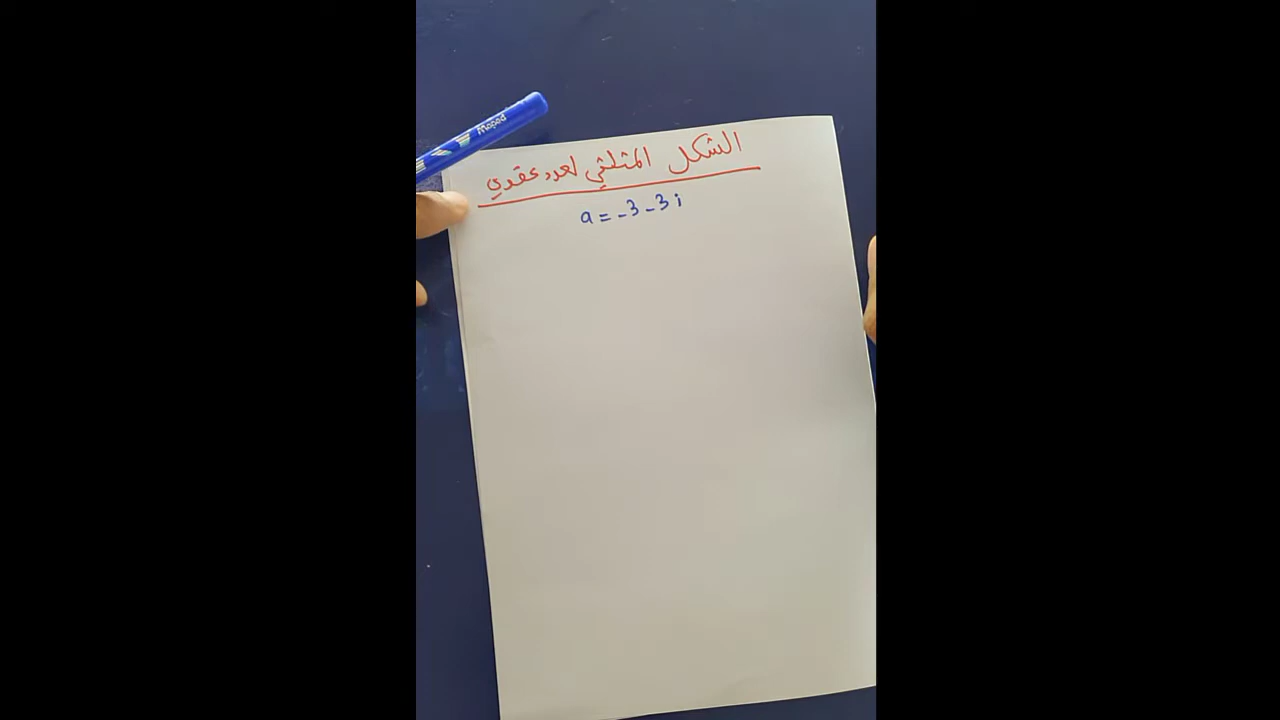 الشكل المثلثي لعدد عقدي
a = -3 - 3i